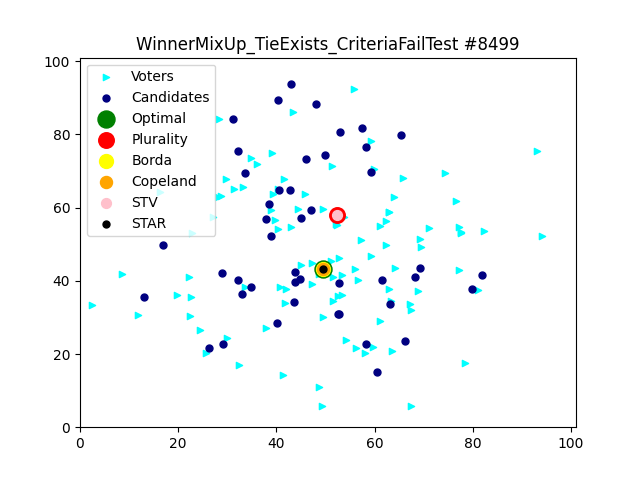 WinnerMixUp_TieExists_CriteriaFailTest #8499
100
80
60
40
20
0
Voters
Candidates
Optimal
Plurality
Borda
Copeland
STV
STAR
0 20 40 60 80 100